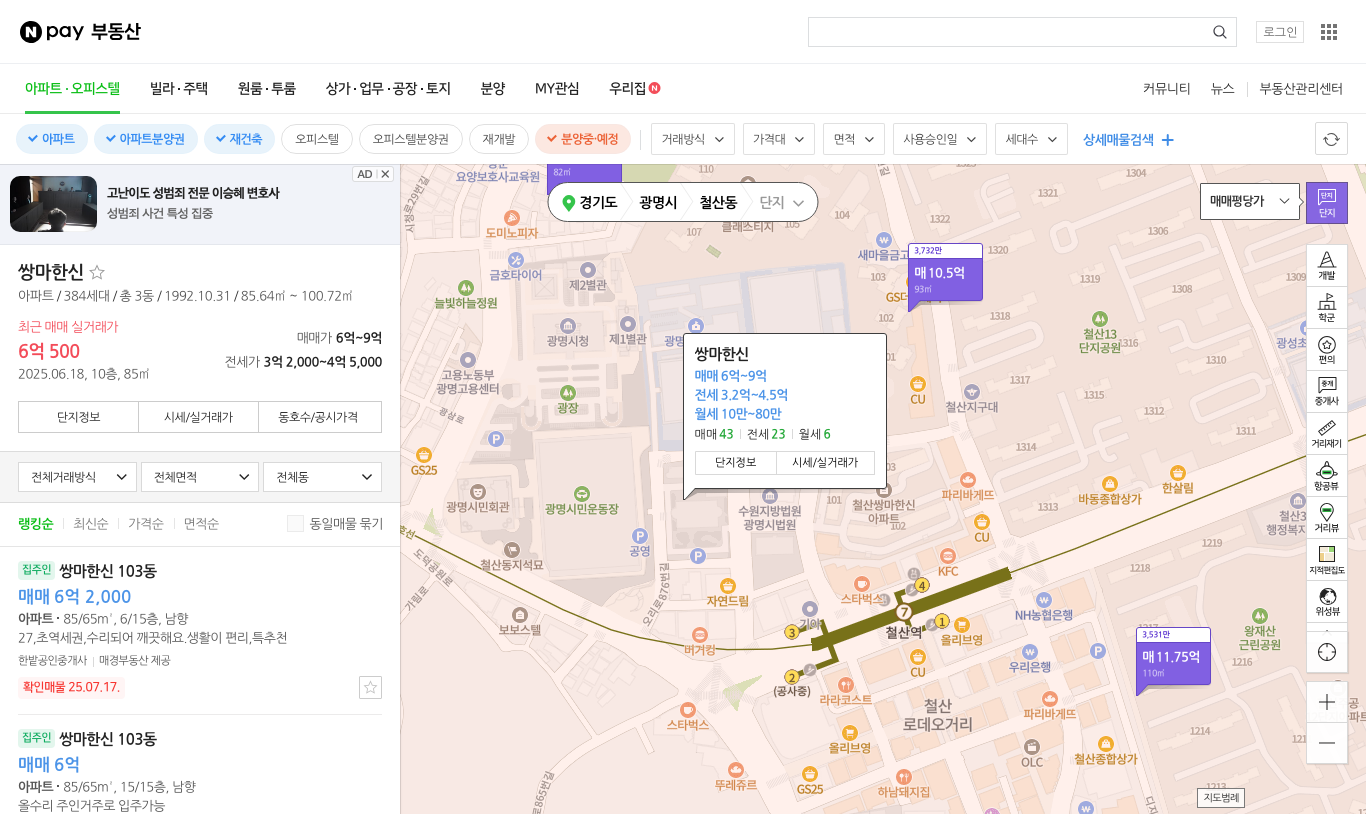 N pay 부동산
로그인
아파트·오피스텔 빌라·주택 원룸·투룸 상가·업무·공장·토지 분양 MY관심 우리집 N
커뮤니티 뉴스 부동산관리센터
아파트 아파트분양권 재건축 오피스텔 오피스텔분양권 재개발 분양중·예정 거래방식 가격대 면적 사용승인일 세대수 상세매물검색
AD
고난이도 성범죄 전문 이승혜 변호사
성범죄 사건 특성 집중
쌍마한신
아파트 / 384세대 / 총 3동 / 1992.10.31 / 85.64㎡ ~ 100.72㎡
최근 매매 실거래가
6억 500
2025.06.18, 10층, 85㎡
매매가 6억~9억
전세가 3억 2,000~4억 5,000
단지정보 시세/실거래가 동호수/공시가격
전체거래방식 전체면적 전체동
랭킹순 최신순 가격순 면적순 동일매물 묶기
집주인 쌍마한신 103동
매매 6억 2,000
아파트 · 85/65㎡, 6/15층, 남향
27,초역세권,수리되어 깨끗해요.생활이 편리,특추천
한밭공인중개사 매경부동산 제공
확인매물 25.07.17.
집주인 쌍마한신 103동
매매 6억
아파트 · 85/65㎡, 15/15층, 남향
올수리 주인거주로 입주가능
경기도 광명시 철산동 단지
매매평당가
단지
단지
개발
학군
편의
중개
중개사
거리재기
항공뷰
거리뷰
지적편집도
위성뷰
지도범례
82㎡
3,732만
매 10.5억
93㎡
3,531만
매 11.75억
110㎡
쌍마한신
매매 6억~9억
전세 3.2억~4.5억
월세 10만~80만
매매 43 전세 23 월세 6
단지정보 시세/실거래가
요양보호사교육원
시청로29번길
도미노피자
금호타이어
제2별관
늘빛하늘정원
광명시청
제1별관
고용노동부
광명고용센터
광장
광삼로
GS25
광명시민회관
광명시민운동장
공영
철산동지석묘
도덕공원로
가림로
보보스텔
오리로876번길
자연드림
버거킹
스타벅스
뚜레쥬르
GS25
로865번길
클래스티지
110
107
105
104
103
102
101
102
새마을금고
CU
철산지구대
수원지방법원
광명시법원
철산쌍마한신
아파트
파리바게뜨
CU
KFC
스타벅스
철산역
7
4
1
3
2
(공사중)
올리브영
CU
라라코스트
올리브영
하남돼지집
철산
로데오거리
NH농협은행
우리은행
파리바게뜨
OLC
철산종합상가
바동종합상가
한살림
철산13
단지공원
왕재산
근린공원
1321
1306
1320
1319
1318
1309
1316
1310
1317
1315
1312
1314
1311
1313
1219
1218
1217
1216
1214